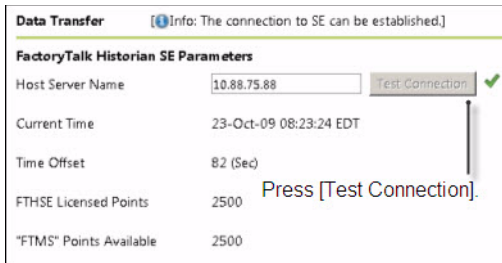 Data Transfer [Info: The connection to SE can be established.]
FactoryTalk Historian SE Parameters
Host Server Name 10.88.75.88 Test Connection
Current Time 23-Oct-09 08:23:24 EDT
Time Offset 82 (Sec)
Press [Test Connection].
FTHSE Licensed Points 2500
"FTMS" Points Available 2500